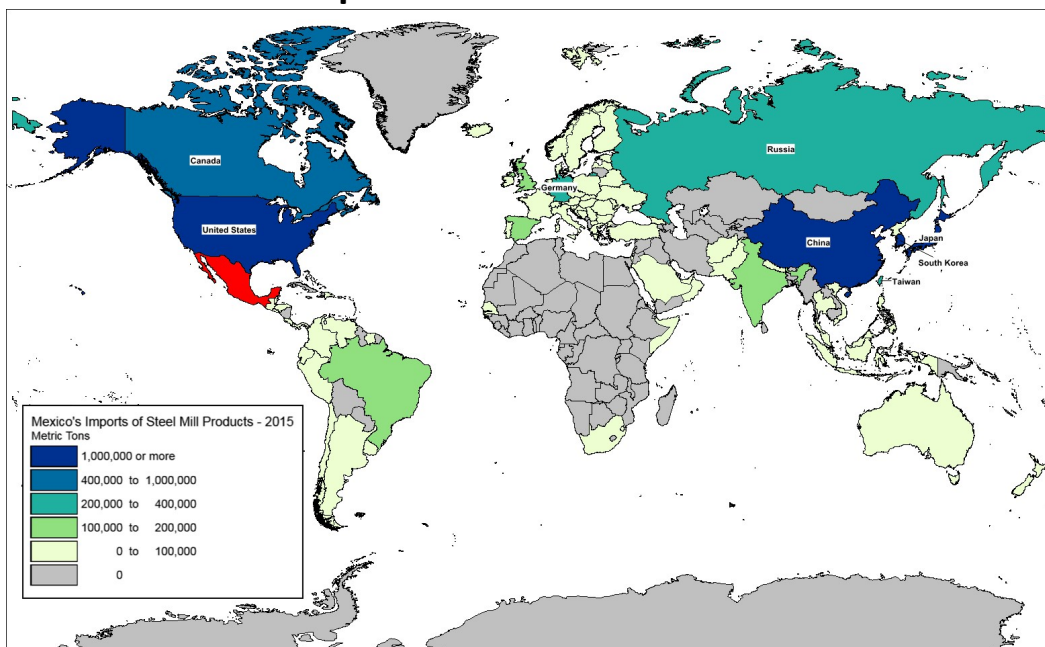 Canada
United States
Russia
Germany
China
Japan
South Korea
Taiwan
Mexico's Imports of Steel Mill Products - 2015
Metric Tons
1,000,000 or more
400,000 to 1,000,000
200,000 to 400,000
100,000 to 200,000
0 to 100,000
0